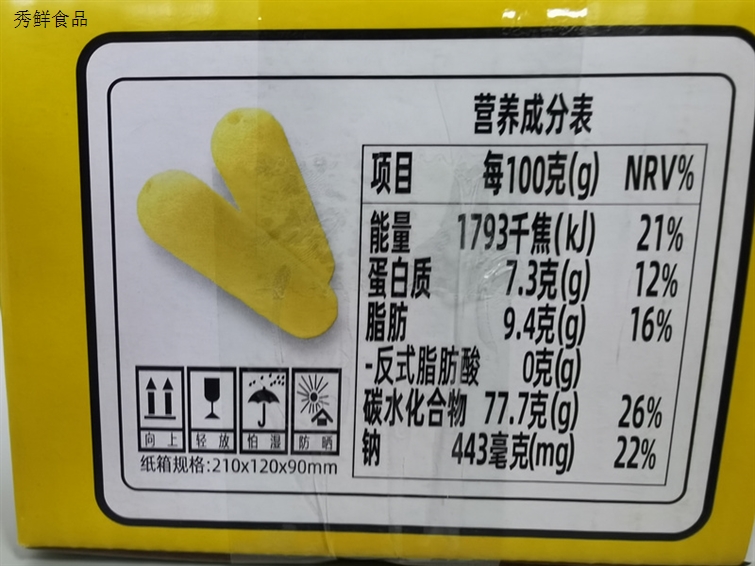 秀鲜食品
营养成分表
项目 每100克(g) NRV%
能量 1793千焦(kJ) 21%
蛋白质 7.3克(g) 12%
脂肪 9.4克(g) 16%
-反式脂肪酸 0克(g)
碳水化合物 77.7克(g) 26%
钠 443毫克(mg) 22%
向上 轻放 怕湿 防晒
纸箱规格:210x120x90mm